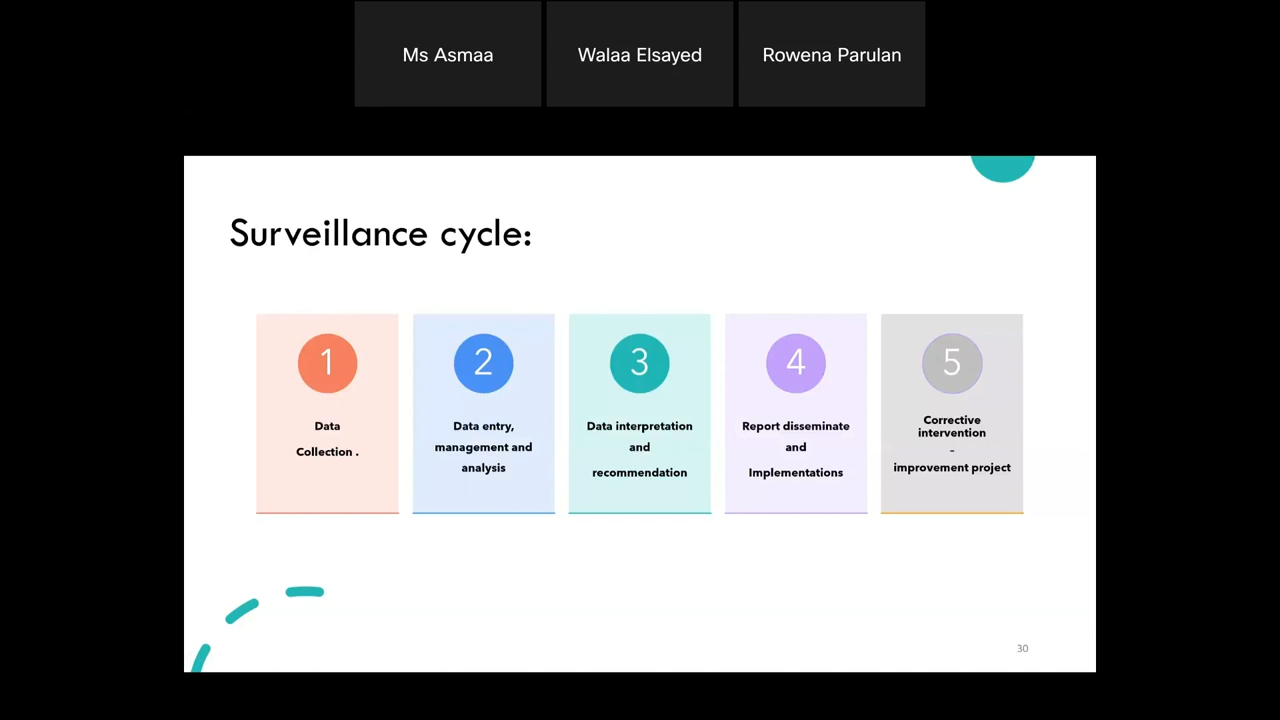 Ms Asmaa
Walaa Elsayed
Rowena Parulan
Surveillance cycle:
1
Data
Collection .
2
Data entry,
management and
analysis
3
Data interpretation
and
recommendation
4
Report disseminate
and
Implementations
5
Corrective
intervention
-
improvement project
30